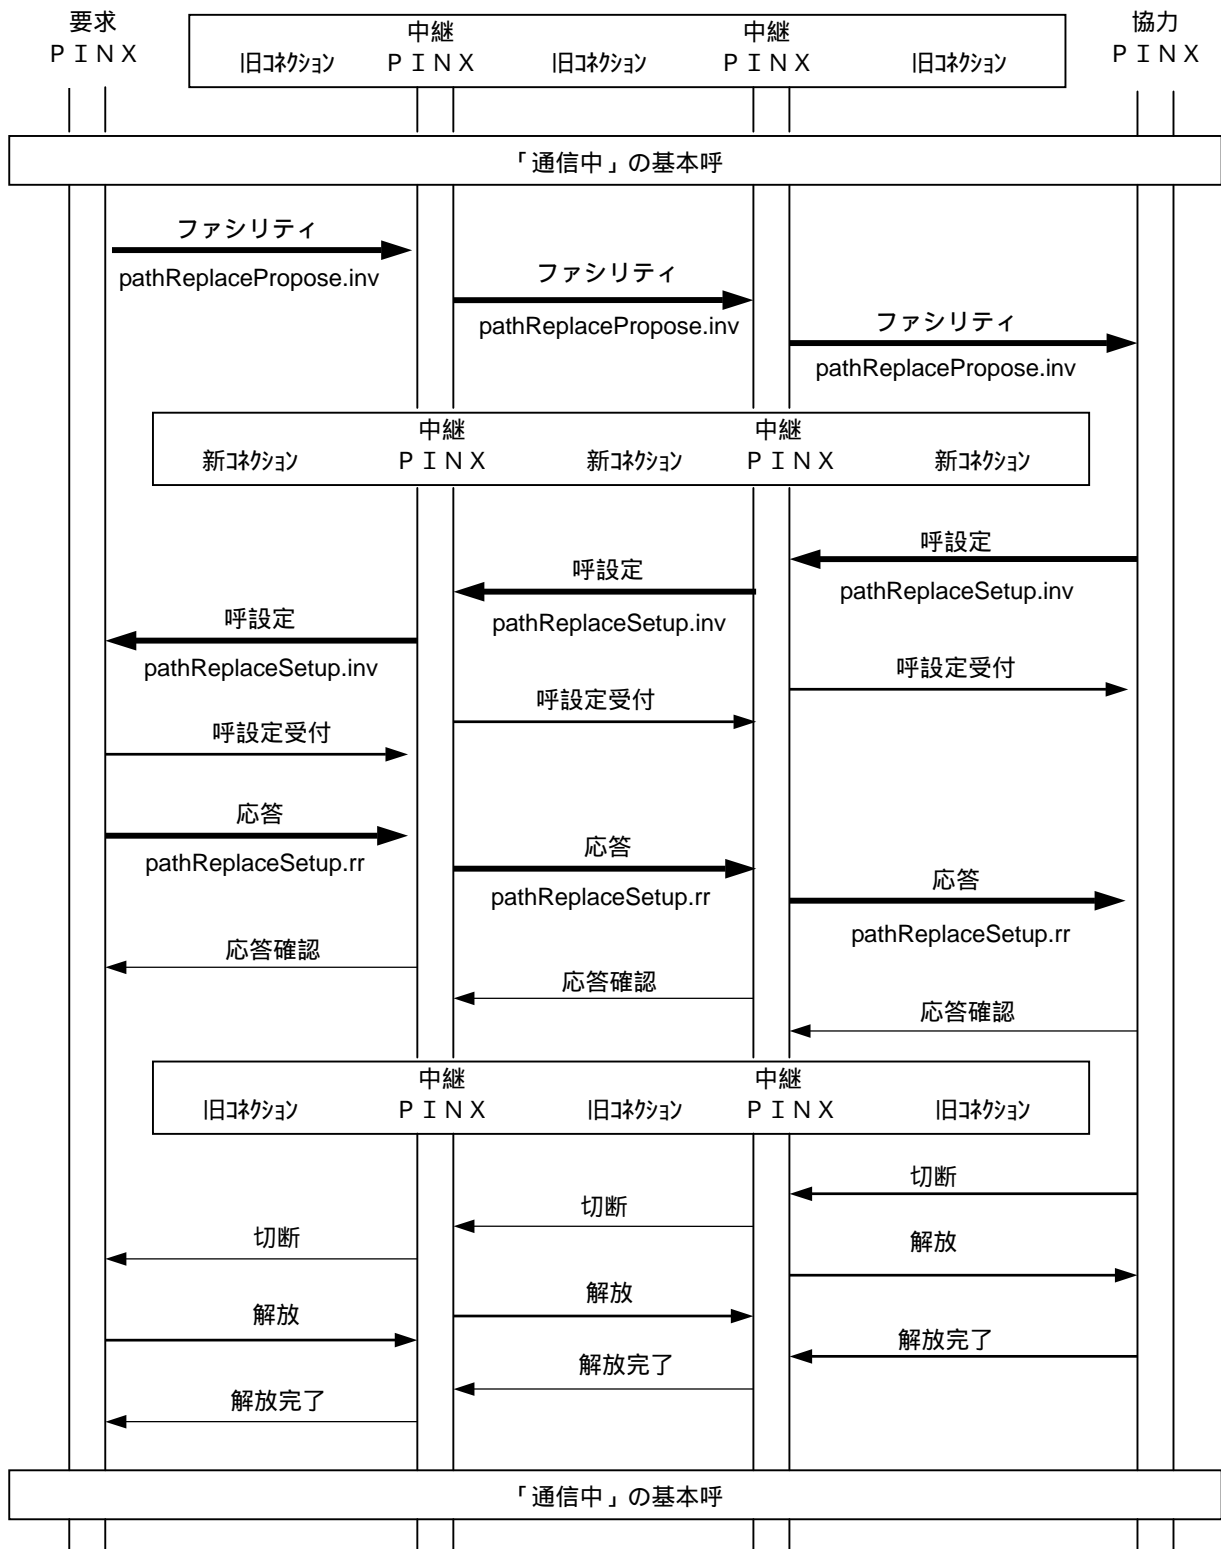 要求
ＰＩＮＸ
中継
ＰＩＮＸ
中継
ＰＩＮＸ
協力
ＰＩＮＸ
旧ｺﾈｸｼｮﾝ
旧ｺﾈｸｼｮﾝ
旧ｺﾈｸｼｮﾝ
「通信中」の基本呼
ファシリティ
pathReplacePropose.inv
ファシリティ
pathReplacePropose.inv
ファシリティ
pathReplacePropose.inv
中継
中継
新ｺﾈｸｼｮﾝ
ＰＩＮＸ
新ｺﾈｸｼｮﾝ
ＰＩＮＸ
新ｺﾈｸｼｮﾝ
呼設定
pathReplaceSetup.inv
呼設定
pathReplaceSetup.inv
呼設定
pathReplaceSetup.inv
呼設定受付
呼設定受付
呼設定受付
応答
pathReplaceSetup.rr
応答
pathReplaceSetup.rr
応答
pathReplaceSetup.rr
応答確認
応答確認
応答確認
中継
中継
旧ｺﾈｸｼｮﾝ
ＰＩＮＸ
旧ｺﾈｸｼｮﾝ
ＰＩＮＸ
旧ｺﾈｸｼｮﾝ
切断
切断
切断
解放
解放
解放
解放完了
解放完了
解放完了
「通信中」の基本呼